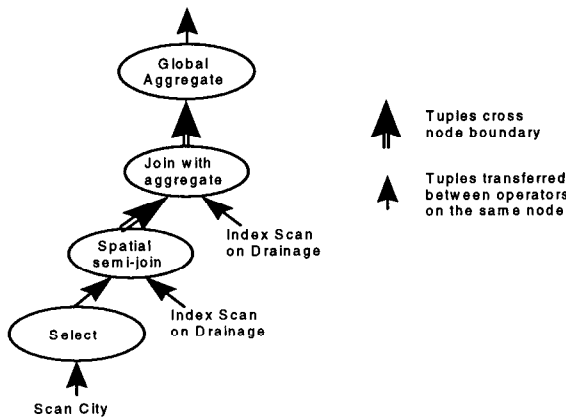 Global
Aggregate
Join with
aggregate
Index Scan
on Drainage
Spatial
semi-join
Index Scan
on Drainage
Select
Scan City
Tuples cross
node boundary
Tuples transferred
between operators
on the same node